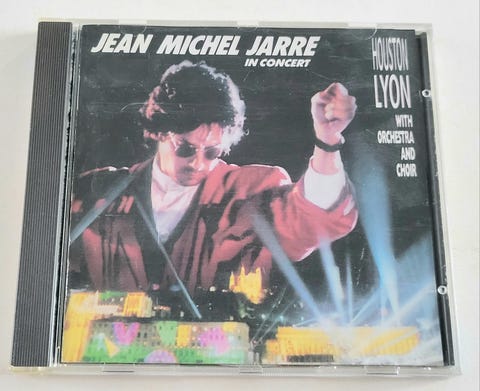 JEAN MICHEL JARRE
IN CONCERT
HOUSTON
LYON
WITH
ORCHESTRA
AND
CHOIR